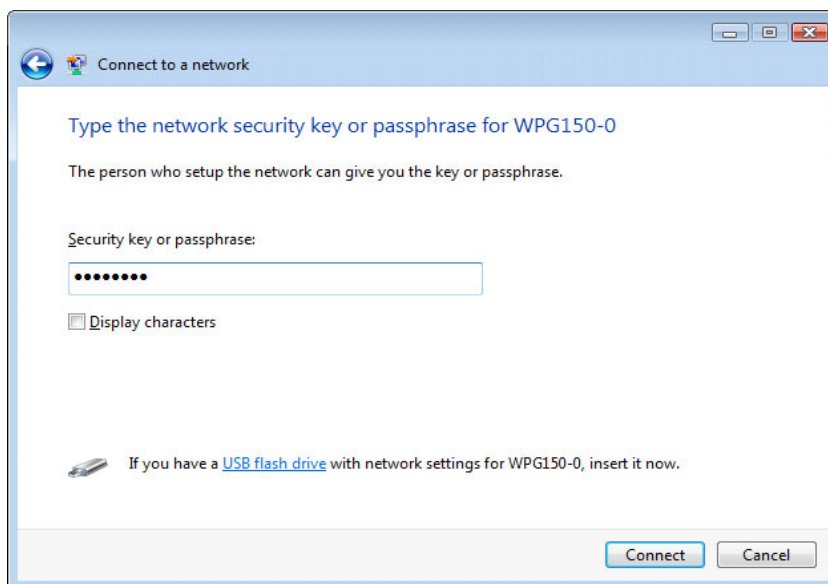 Connect to a network
Type the network security key or passphrase for WPG150-0
The person who setup the network can give you the key or passphrase.
Security key or passphrase:
••••••••
Display characters
If you have a USB flash drive with network settings for WPG150-0, insert it now.
Connect
Cancel